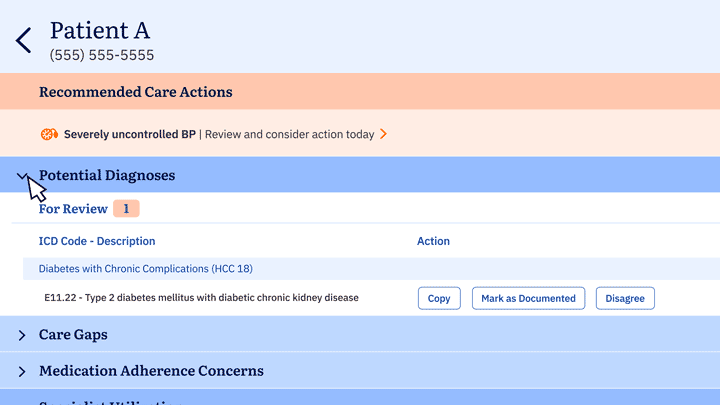 Patient A
(555) 555-5555
Recommended Care Actions
Severely uncontrolled BP | Review and consider action today
Potential Diagnoses
For Review 1
ICD Code - Description Action
Diabetes with Chronic Complications (HCC 18)
E11.22 - Type 2 diabetes mellitus with diabetic chronic kidney disease Copy Mark as Documented Disagree
Care Gaps
Medication Adherence Concerns